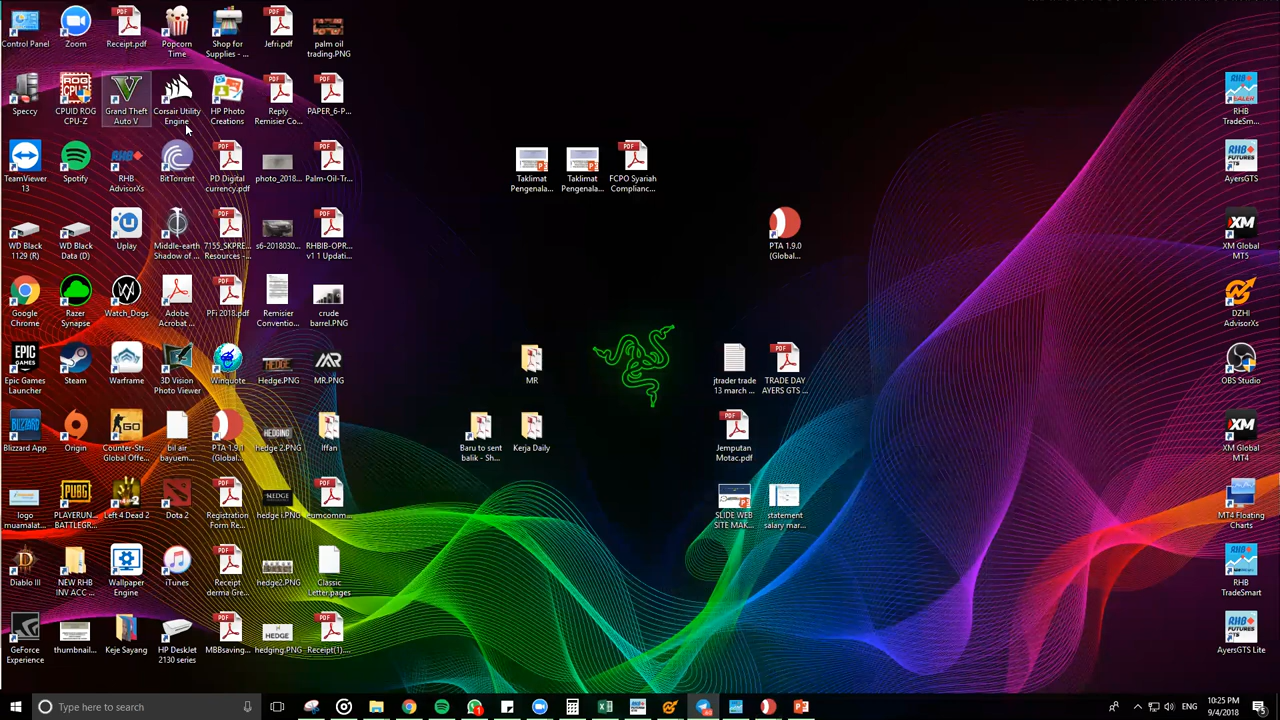 Control Panel
Zoom
Receipt.pdf
Popcorn
Time
Shop for
Supplies - ...
Jefri.pdf
palm oil
trading.PNG
Speccy
CPUID ROG
CPU-Z
Grand Theft
Auto V
Corsair Utility
Engine
HP Photo
Creations
Reply
Remisier Co...
PAPER_6-P...
RHB
TradeSm...
TeamViewer
13
Spotify
RHB
AdvisorXs
BitTorrent
PD Digital
currency.pdf
photo_2018...
Palm-Oil-Tr...
Taklimat
Pengenala...
Taklimat
Pengenala...
FCPO Syariah
Complianc...
AyersGTS
WD Black
1129 (R)
WD Black
Data (D)
Uplay
Middle-earth
Shadow of ...
7155_SKPRE...
Resources - ...
s6-2018030...
RHBIB-OPR...
v1 1 Updati...
PTA 1.9.0
(Global...
XM Global
MT5
Google
Chrome
Razer
Synapse
Watch_Dogs
Adobe
Acrobat ...
PFi 2018.pdf
Remisier
Conventio...
crude
barrel.PNG
DZHI
AdvisorXs
Epic Games
Launcher
Steam
Warframe
3D Vision
Photo Viewer
Winquote
Hedge.PNG
MR.PNG
MR
jtrader trade
13 march ...
TRADE DAY
AYERS GTS ...
OBS Studio
Blizzard App
Origin
Counter-Str...
Global Offe...
bil air
bayuem...
PTA 1.9.1
(Global...
hedge 2.PNG
Iffan
Baru to sent
balik - Sh...
Kerja Daily
Jemputan
Motac.pdf
XM Global
MT4
logo
muamalat...
PLAYERUN...
BATTLEGR...
Left 4 Dead 2
Dota 2
Registration
Form Re...
hedge i.PNG
eumcomm...
SLIDE WEB
SITE MAK...
statement
salary mar...
MT4 Floating
Charts
Diablo III
NEW RHB
INV ACC ...
Wallpaper
Engine
iTunes
Receipt
derma Gre...
hedge2.PNG
Classic
Letter.pages
RHB
TradeSmart
GeForce
Experience
thumbnail...
Keje Sayang
HP DeskJet
2130 series
MBBsaving...
hedging.PNG
Receipt(1)....
AyersGTS Lite
Type here to search
10:25 PM
9/4/2018